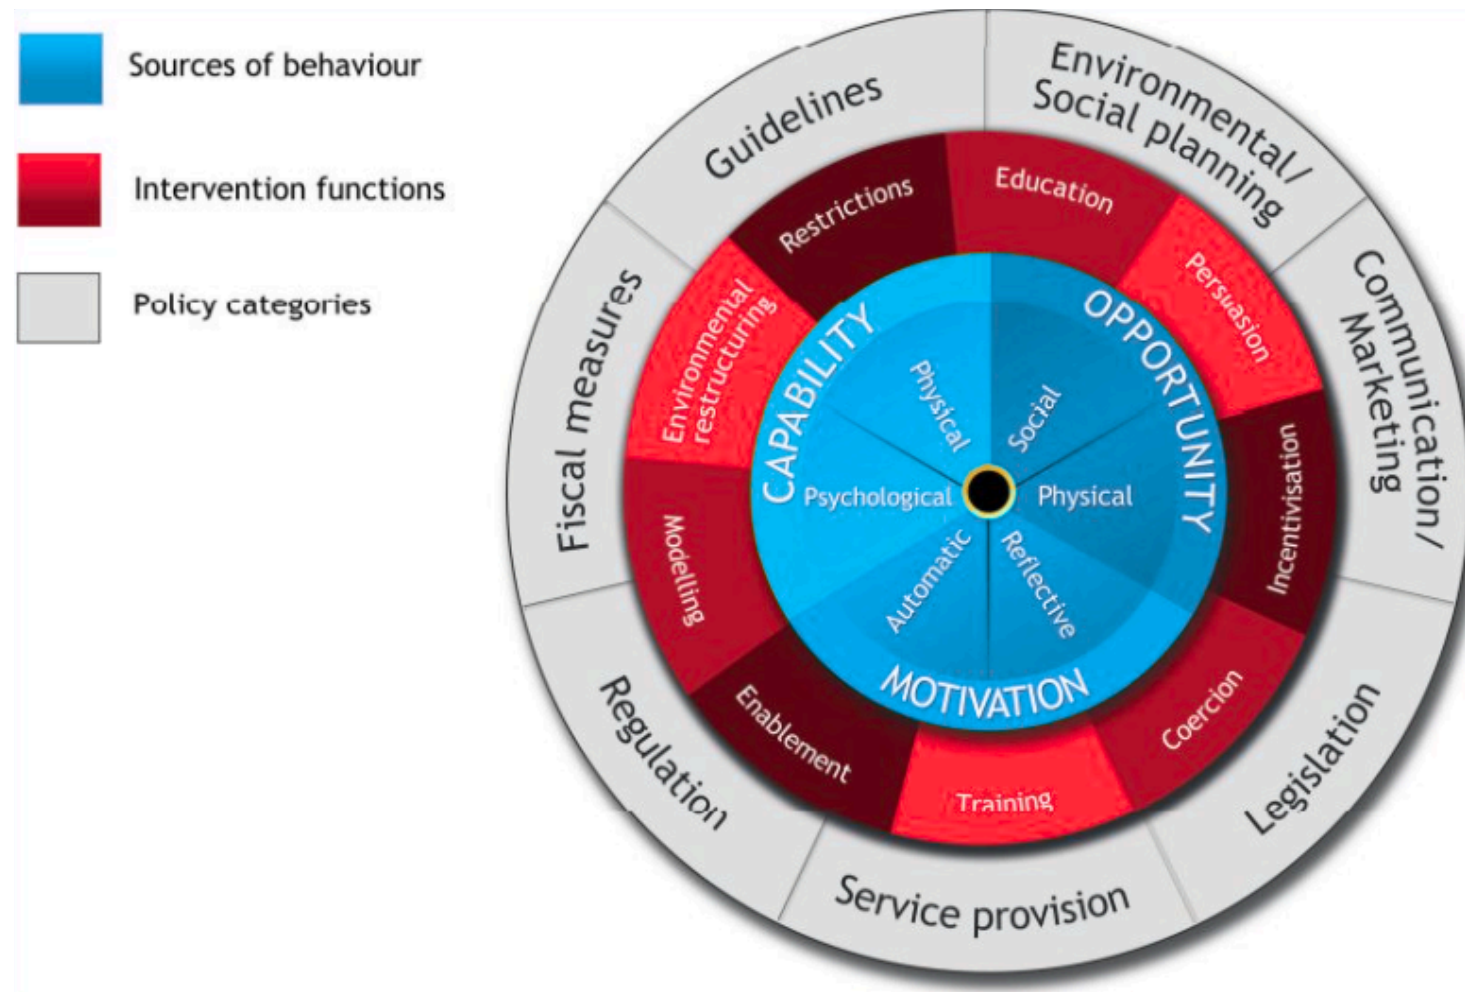 Sources of behaviour
Intervention functions
Policy categories
Guidelines
Environmental/
Social planning
Communication/
Marketing
Legislation
Service provision
Regulation
Fiscal measures
Restrictions
Education
Persuasion
Incentivisation
Coercion
Training
Enablement
Modelling
Environmental
restructuring
CAPABILITY
OPPORTUNITY
MOTIVATION
Physical
Social
Physical
Reflective
Automatic
Psychological